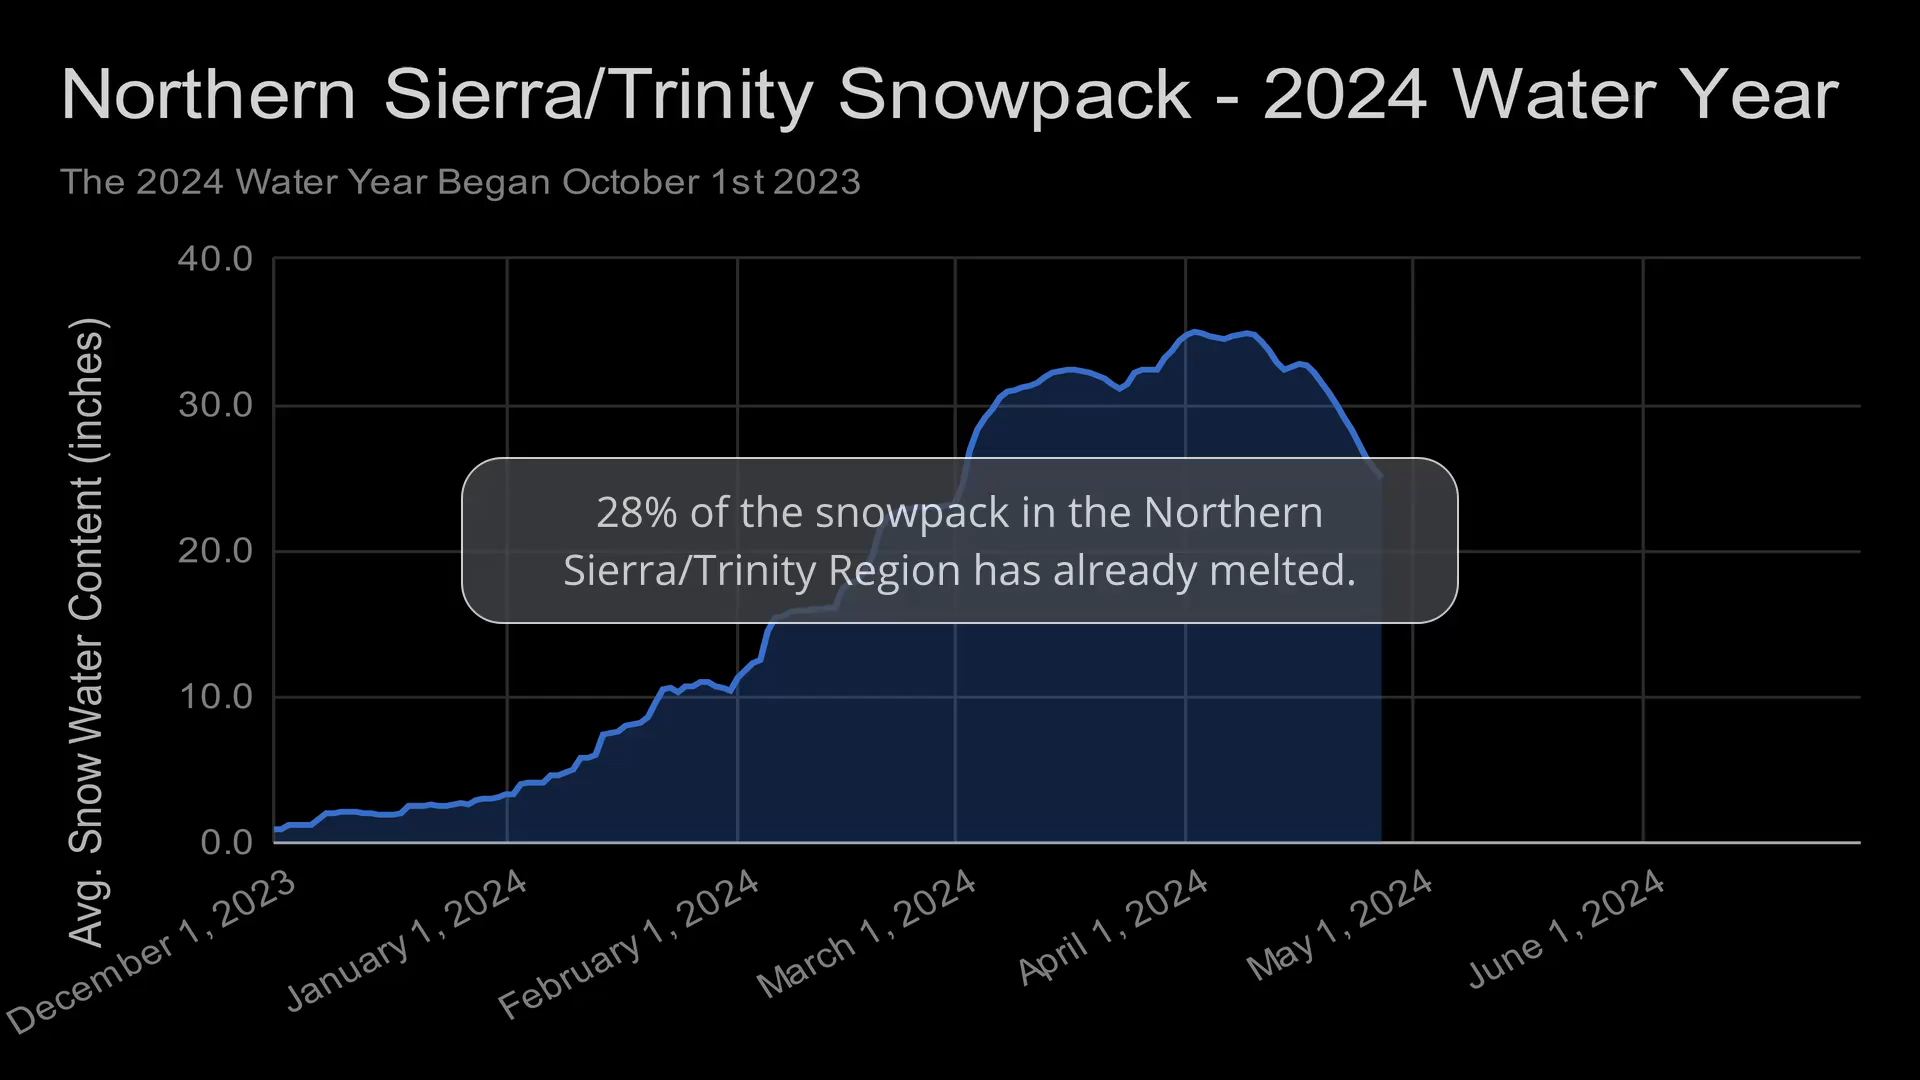 Northern Sierra/Trinity Snowpack - 2024 Water Year
The 2024 Water Year Began October 1st 2023
Avg. Snow Water Content (inches)
40.0
30.0
20.0
10.0
0.0
28% of the snowpack in the Northern
Sierra/Trinity Region has already melted.
December 1, 2023
January 1, 2024
February 1, 2024
March 1, 2024
April 1, 2024
May 1, 2024
June 1, 2024